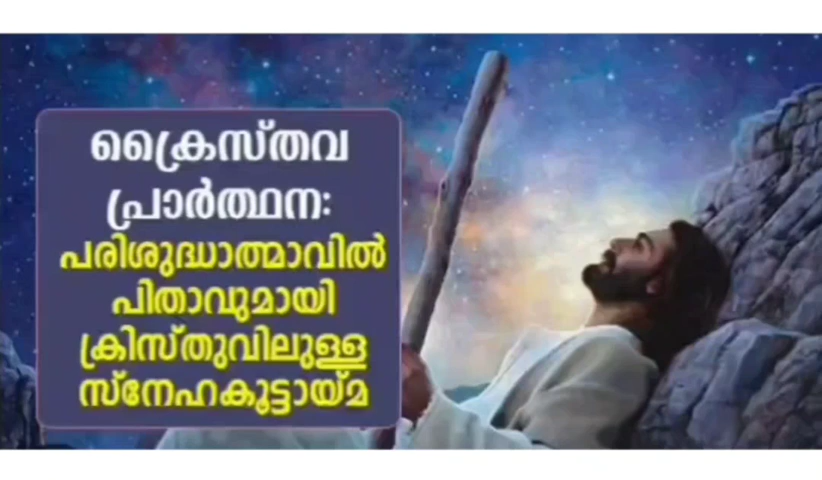 ക്രൈസ്തവ
പ്രാർത്ഥന:
പരിശുദ്ധാത്മാവിൽ
പിതാവുമായി
ക്രിസ്തുവിലുള്ള
സ്നേഹകൂട്ടായ്മ